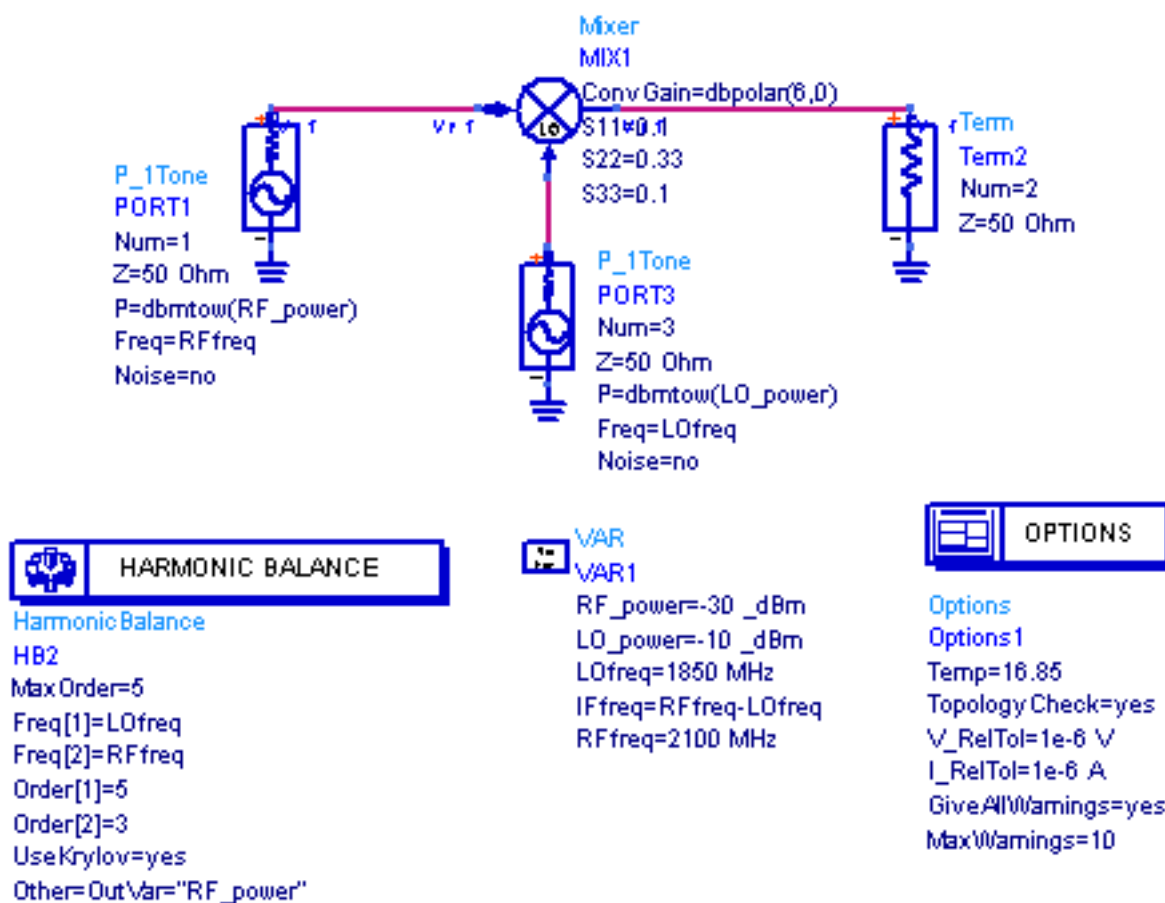 Mixer
MIX1
ConvGain=dbpolar(6,0)
S22=0.33
S33=0.1
LO
Vrf
P_1Tone
PORT1
Num=1
Z=50 Ohm
P=dbmtow(RF_power)
Freq=RFfreq
Noise=no
P_1Tone
PORT3
Num=3
Z=50 Ohm
P=dbmtow(LO_power)
Freq=LOfreq
Noise=no
Term
Term2
Num=2
Z=50 Ohm
HARMONIC BALANCE
HarmonicBalance
HB2
MaxOrder=5
Freq[1]=LOfreq
Freq[2]=RFfreq
Order[1]=5
Order[2]=3
UseKrylov=yes
Other=OutVar="RF_power"
VAR
VAR1
RF_power=-30 _dBm
LO_power=-10 _dBm
LOfreq=1850 MHz
IFfreq=RFfreq-LOfreq
RFfreq=2100 MHz
OPTIONS
Options
Options1
Temp=16.85
TopologyCheck=yes
V_RelTol=1e-6 V
I_RelTol=1e-6 A
GiveAllWarnings=yes
MaxWarnings=10